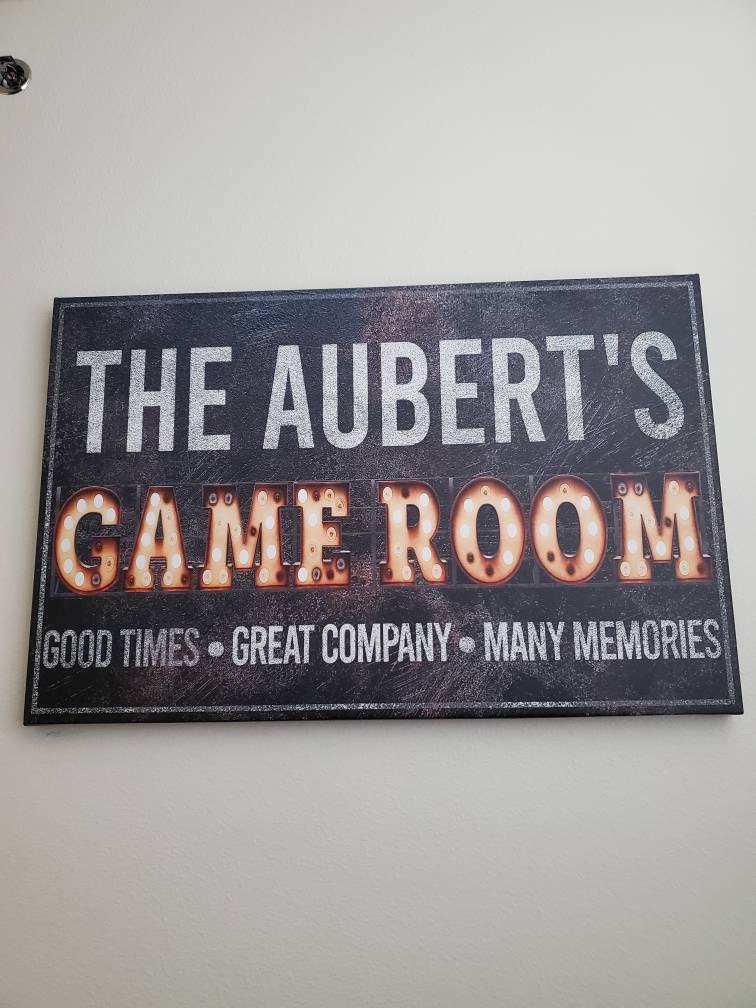 THE AUBERT'S
GAME ROOM
GOOD TIMES • GREAT COMPANY • MANY MEMORIES